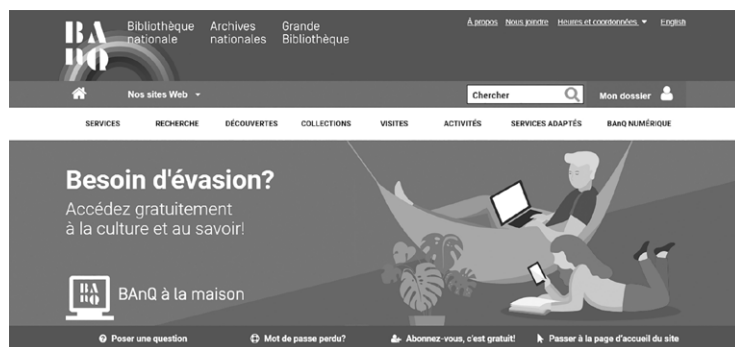 BA
NQ
Bibliothèque nationale
Archives nationales
Grande Bibliothèque
À propos Nous joindre Heures et coordonnées English
Nos sites Web
Chercher
Mon dossier
SERVICES RECHERCHE DÉCOUVERTES COLLECTIONS VISITES ACTIVITÉS SERVICES ADAPTÉS BAnQ NUMÉRIQUE
Besoin d'évasion?
Accédez gratuitement
à la culture et au savoir!
BA
NQ
BAnQ à la maison
Poser une question Mot de passe perdu? Abonnez-vous, c'est gratuit! Passer à la page d'accueil du site